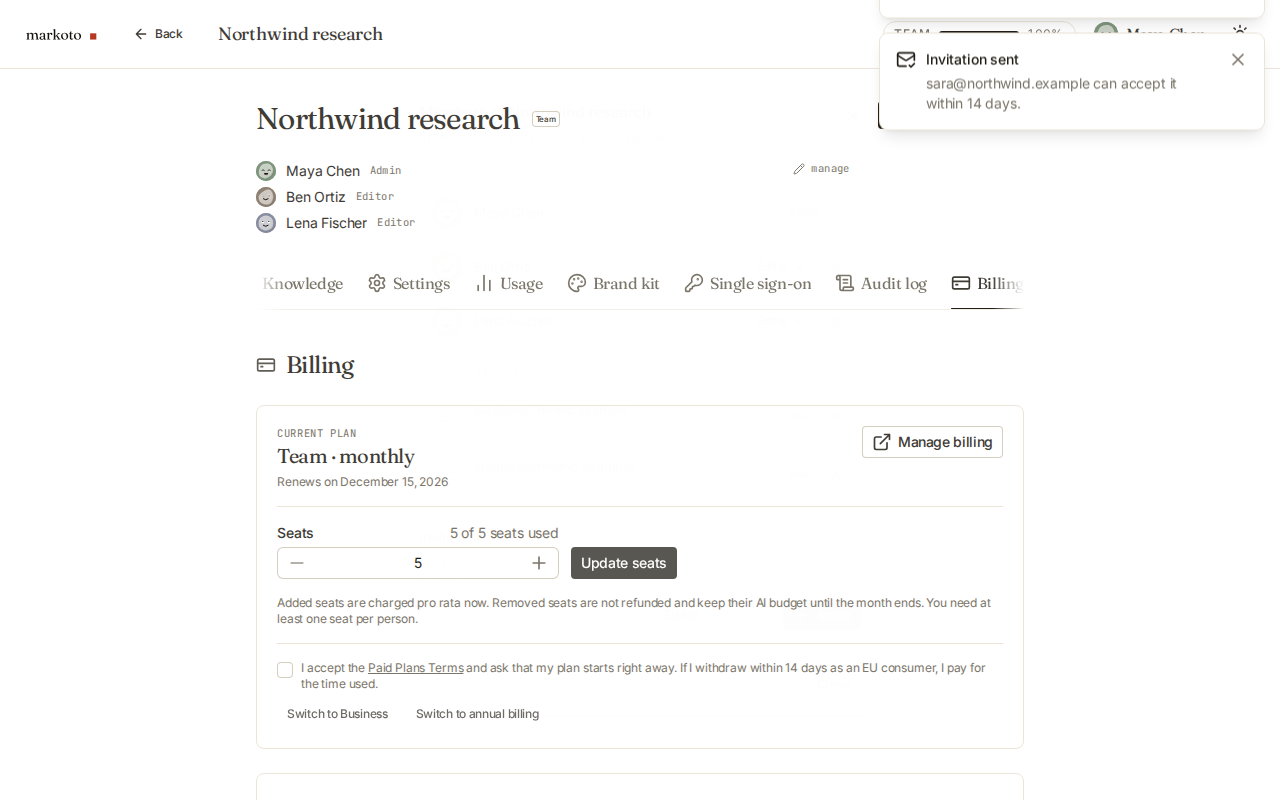 markoto
Back
Northwind research
Invitation sent
sara@northwind.example can accept it
within 14 days.
Northwind research
Team
Maya Chen Admin
manage
Ben Ortiz Editor
Lena Fischer Editor
Knowledge
Settings
Usage
Brand kit
Single sign-on
Audit log
Billing
Billing
CURRENT PLAN
Manage billing
Team · monthly
Renews on December 15, 2026
Seats
5 of 5 seats used
5
Update seats
Added seats are charged pro rata now. Removed seats are not refunded and keep their AI budget until the month ends. You need at
least one seat per person.
I accept the Paid Plans Terms and ask that my plan starts right away. If I withdraw within 14 days as an EU consumer, I pay for
the time used.
Switch to Business
Switch to annual billing